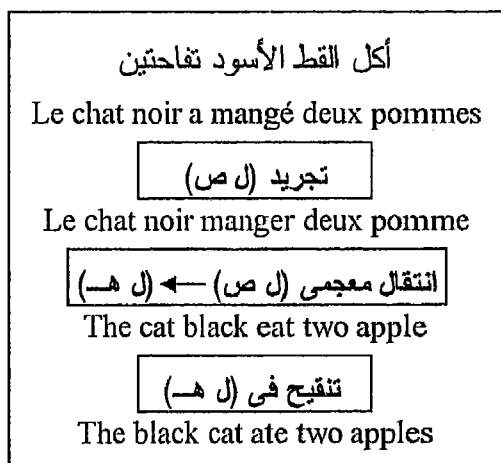 أكل القط الأسود تفاحتين
Le chat noir a mangé deux pommes
تجريد (ل ص)
Le chat noir manger deux pomme
انتقال معجمى (ل ص) ← (ل هـ)
The cat black eat two apple
تنقيح فى (ل هـ)
The black cat ate two apples